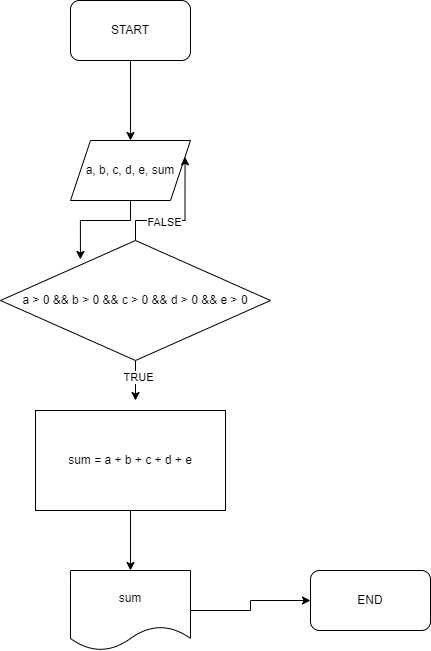 START
a, b, c, d, e, sum
FALSE
a > 0 && b > 0 && c > 0 && d > 0 && e > 0
TRUE
sum = a + b + c + d + e
sum
END